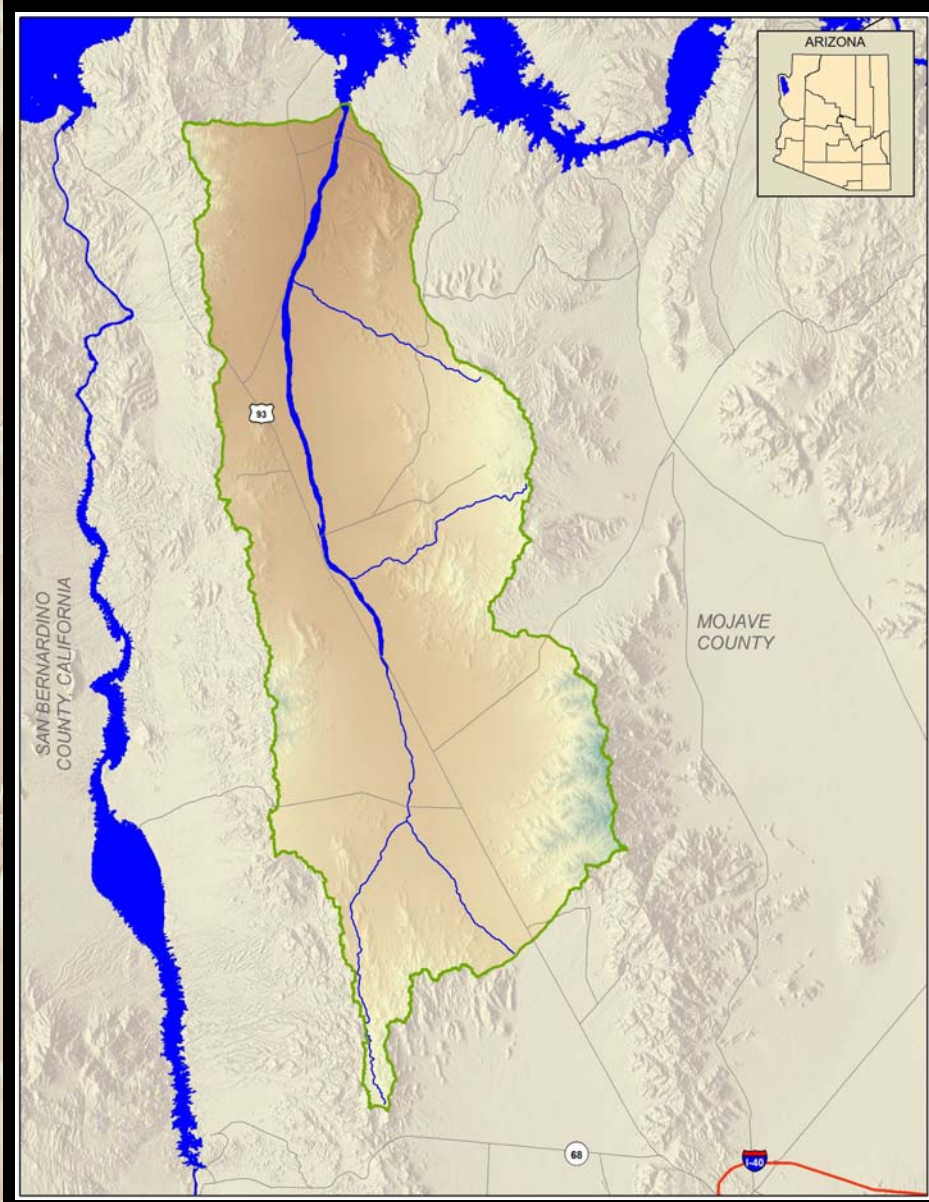 ARIZONA
93
SAN BERNARDINO
COUNTY, CALIFORNIA
MOJAVE
COUNTY
68
I-40